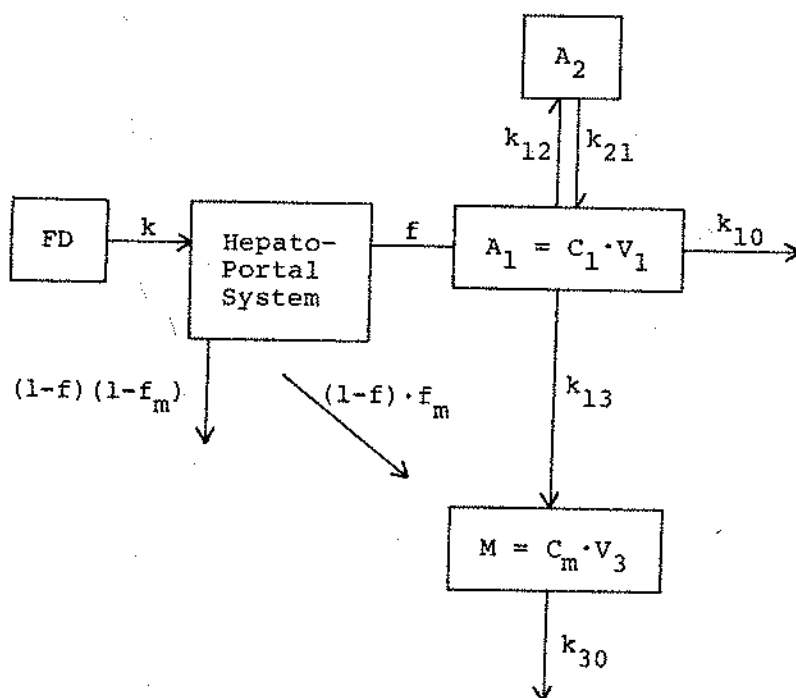 A₂
k₁₂
k₂₁
FD
k
Hepato-
Portal
System
f
A₁ = C₁·V₁
k₁₀
(1-f)(1-fₘ)
(1-f)·fₘ
k₁₃
M = Cₘ·V₃
k₃₀